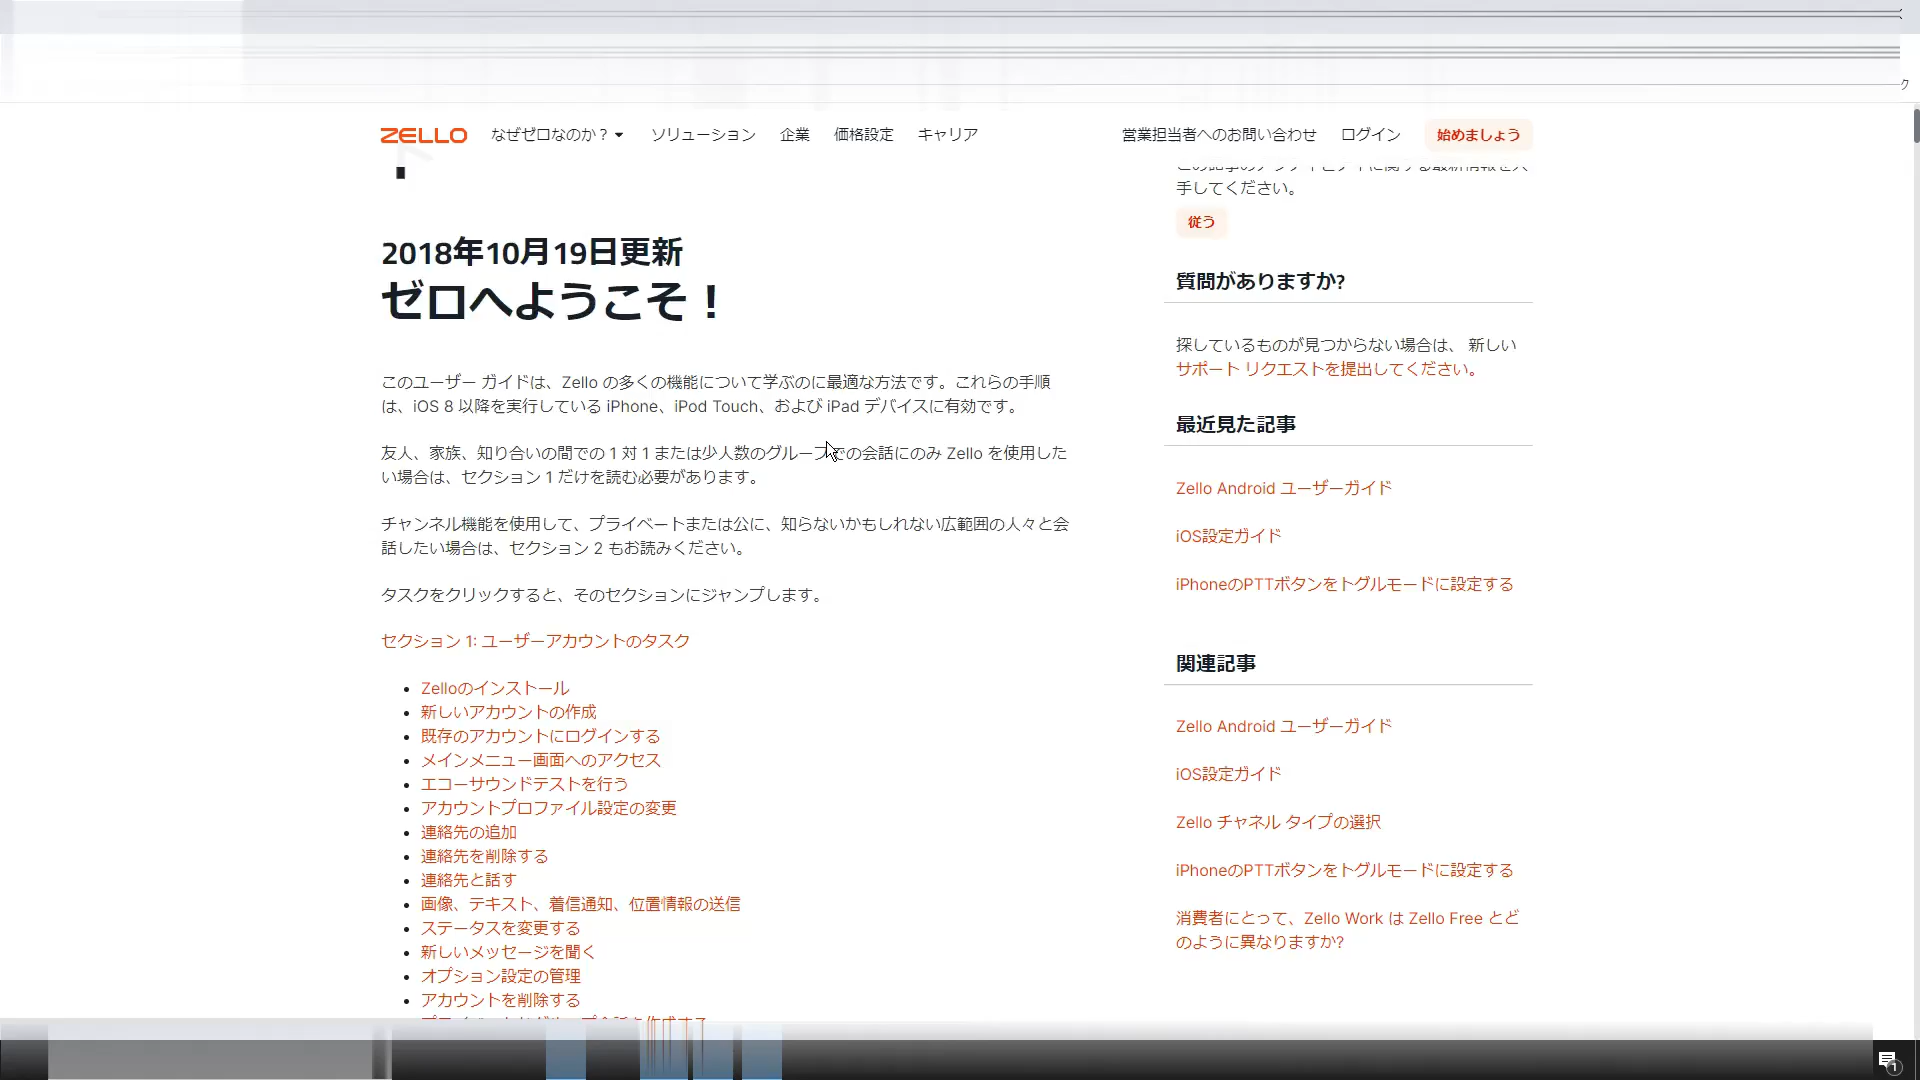 ZELLO なぜゼロなのか？ ソリューション 企業 価格設定 キャリア 営業担当者へのお問い合わせ ログイン 始めましょう
手してください。
従う
2018年10月19日更新
ゼロへようこそ！
このユーザー ガイドは、Zello の多くの機能について学ぶのに最適な方法です。これらの手順
は、iOS 8 以降を実行している iPhone、iPod Touch、および iPad デバイスに有効です。
友人、家族、知り合いの間での 1 対 1 または少人数のグループでの会話にのみ Zello を使用した
い場合は、セクション 1 だけを読む必要があります。
チャンネル機能を使用して、プライベートまたは公に、知らないかもしれない広範囲の人々と会
話したい場合は、セクション 2 もお読みください。
タスクをクリックすると、そのセクションにジャンプします。
セクション 1: ユーザーアカウントのタスク
Zelloのインストール
新しいアカウントの作成
既存のアカウントにログインする
メインメニュー画面へのアクセス
エコーサウンドテストを行う
アカウントプロファイル設定の変更
連絡先の追加
連絡先を削除する
連絡先と話す
画像、テキスト、着信通知、位置情報の送信
ステータスを変更する
新しいメッセージを聞く
オプション設定の管理
アカウントを削除する
質問がありますか?
探しているものが見つからない場合は、 新しい
サポート リクエストを提出してください。
最近見た記事
Zello Android ユーザーガイド
iOS設定ガイド
iPhoneのPTTボタンをトグルモードに設定する
関連記事
Zello Android ユーザーガイド
iOS設定ガイド
Zello チャネル タイプの選択
iPhoneのPTTボタンをトグルモードに設定する
消費者にとって、Zello Work は Zello Free とど
のように異なりますか?
1